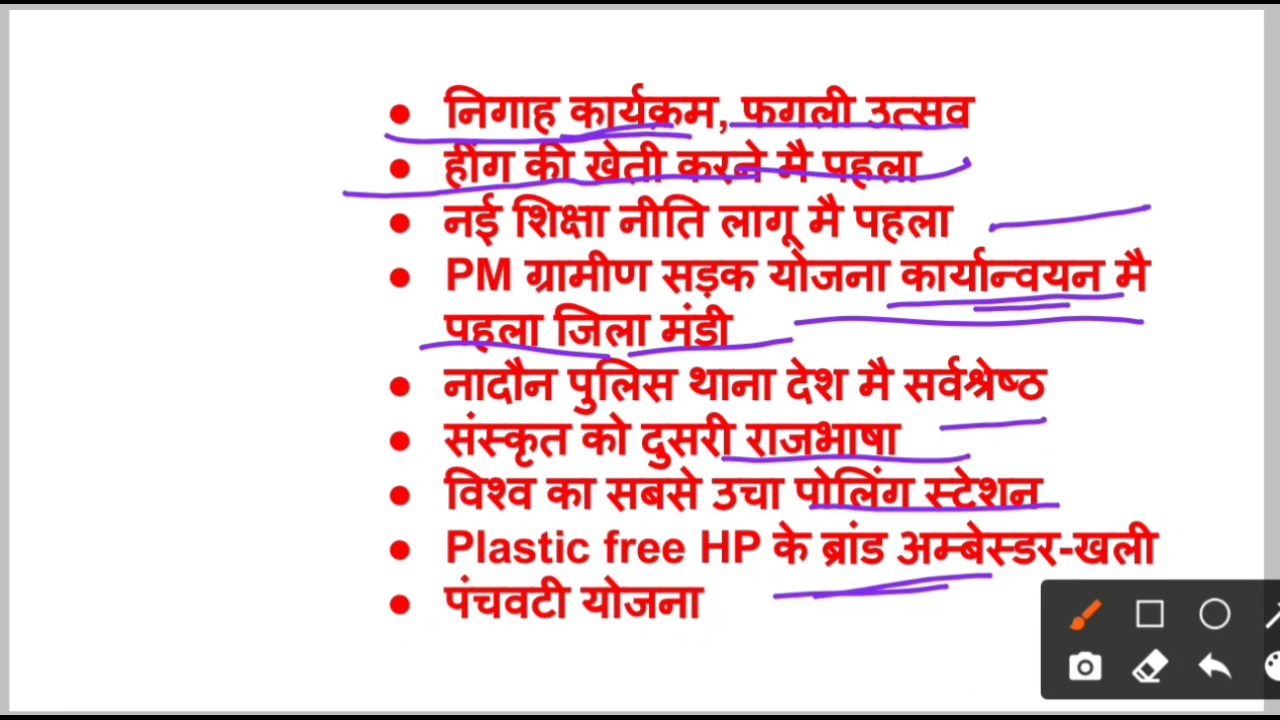 ● निगाह कार्यक्रम, फगली उत्सव
● हींग की खेती करने मै पहला
● नई शिक्षा नीति लागू मै पहला
● PM ग्रामीण सड़क योजना कार्यान्वयन मै
पहला जिला मंडी
● नादौन पुलिस थाना देश मै सर्वश्रेष्ठ
● संस्कृत को दुसरी राजभाषा
● विश्व का सबसे उचा पोलिंग स्टेशन
● Plastic free HP के ब्रांड अम्बेस्डर-खली
● पंचवटी योजना